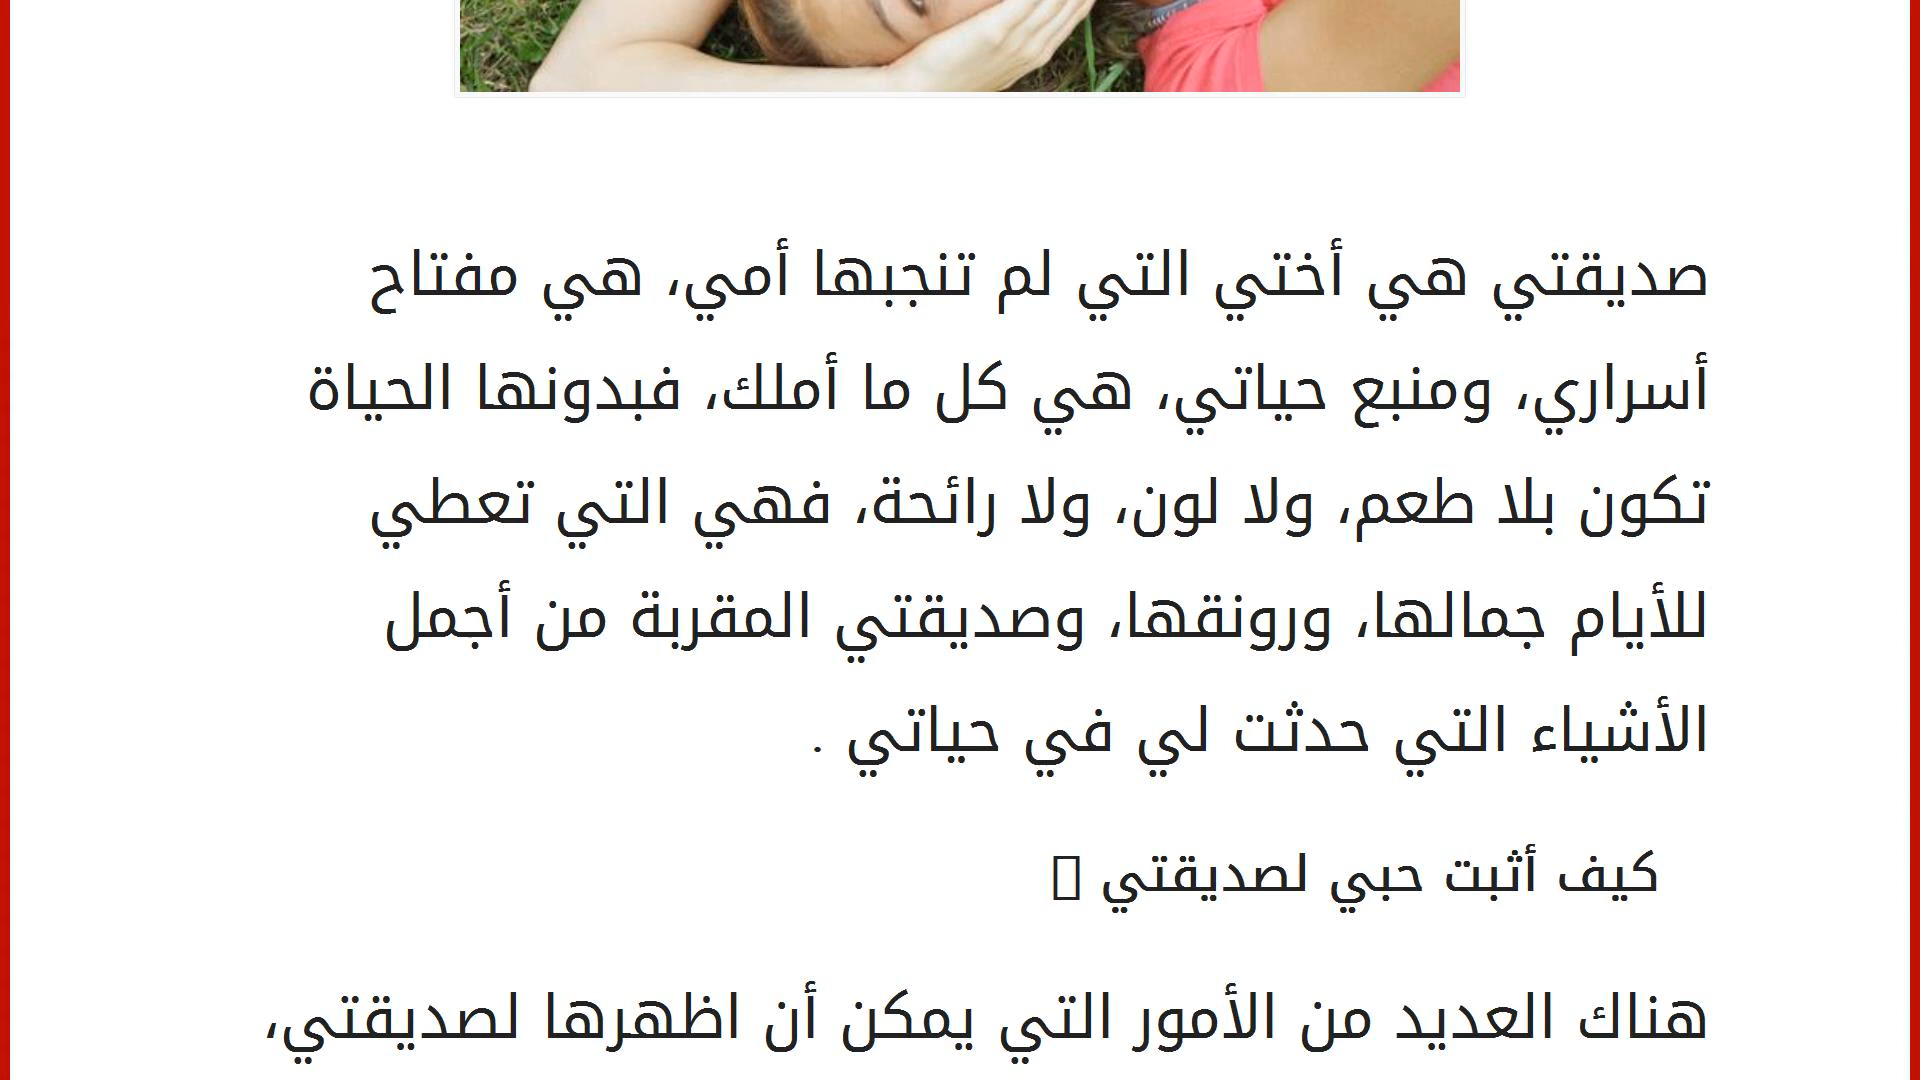 صديقتي هي أختي التي لم تنجبها أمي، هي مفتاح
أسراري، ومنبع حياتي، هي كل ما أملك، فبدونها الحياة
تكون بلا طعم، ولا لون، ولا رائحة، فهي التي تعطي
للأيام جمالها، ورونقها، وصديقتي المقربة من أجمل
الأشياء التي حدثت لي في حياتي .
كيف أثبت حبي لصديقتي
هناك العديد من الأمور التي يمكن أن اظهرها لصديقتي،